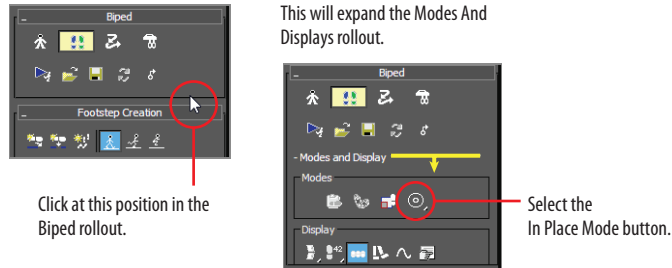 Biped
Footstep Creation
Click at this position in the
Biped rollout.
This will expand the Modes And
Displays rollout.
Biped
- Modes and Display
Modes
Display
42
Select the
In Place Mode button.